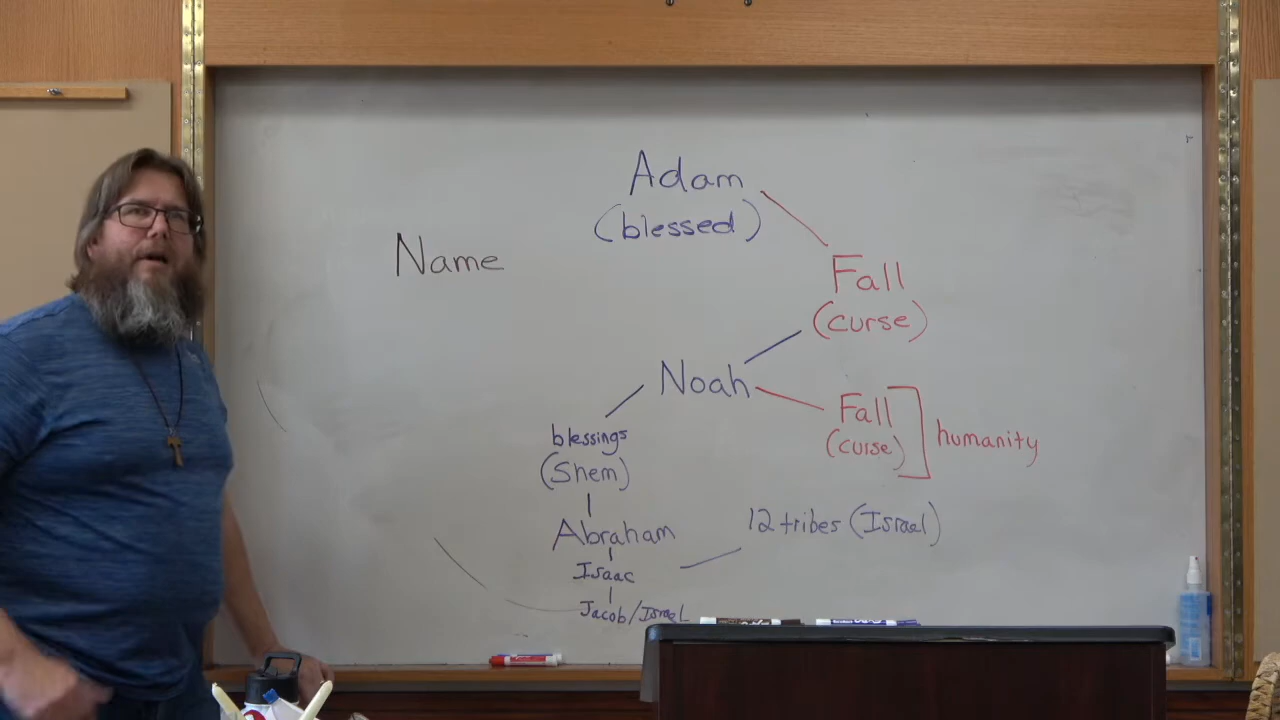 Adam
(blessed)
Name
Fall
(curse)
Noah
Fall
(curse)
humanity
blessings
(Shem)
Abraham
12 tribes (Israel)
Isaac
Jacob/Israel